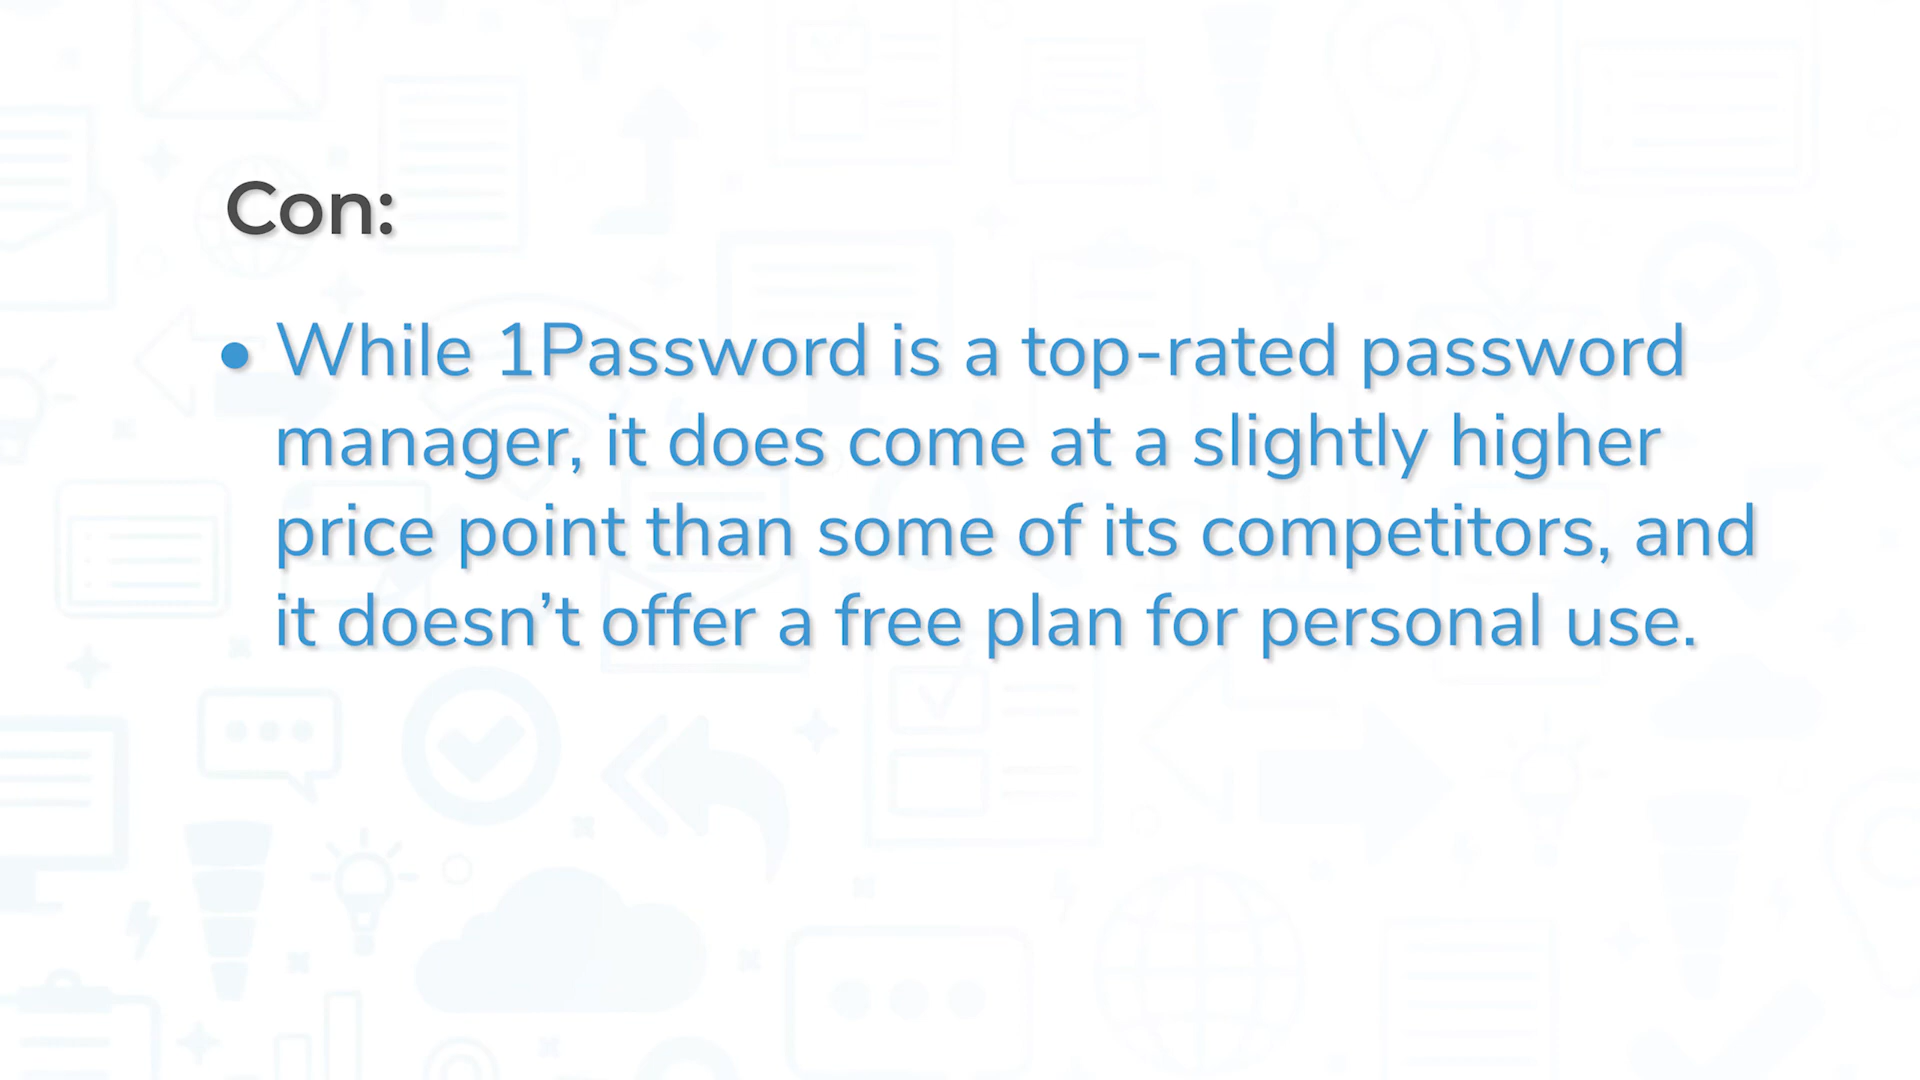 Con:
• While 1Password is a top-rated password
manager, it does come at a slightly higher
price point than some of its competitors, and
it doesn’t offer a free plan for personal use.